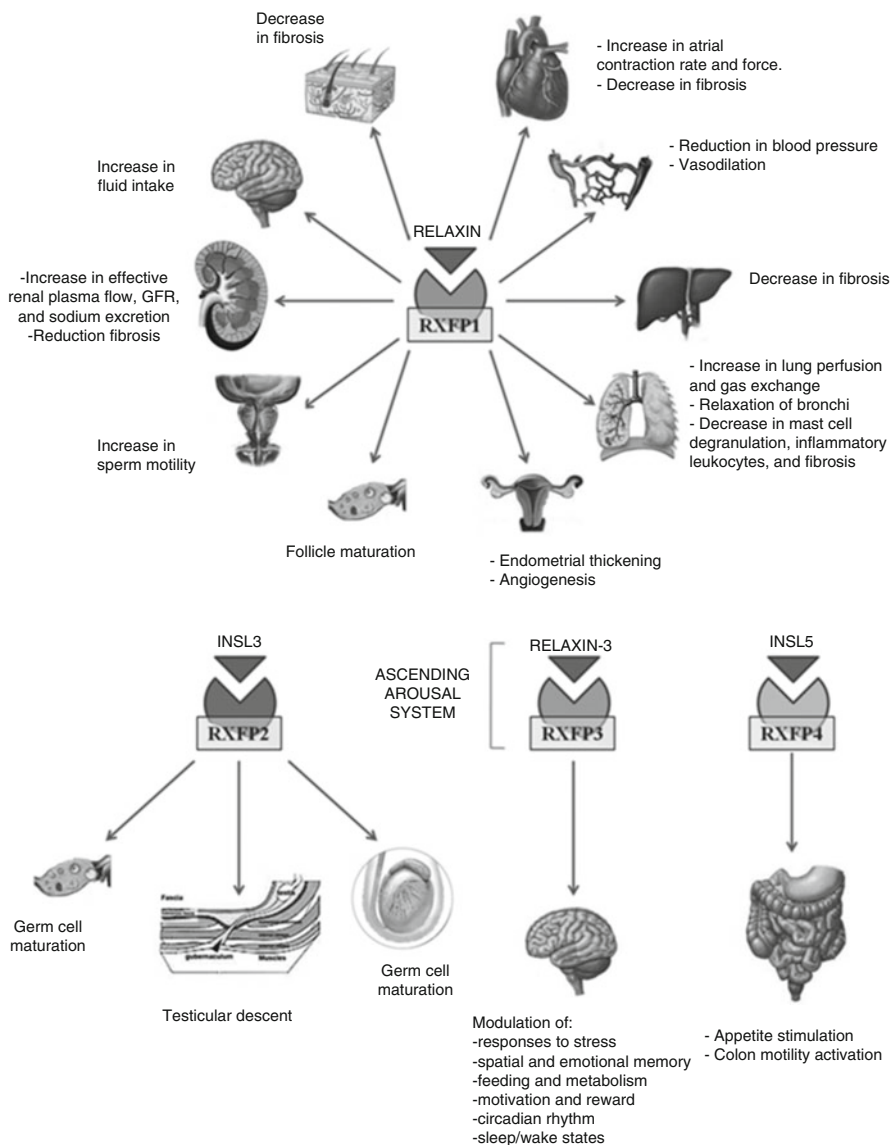 Decrease
in fibrosis
- Increase in atrial
contraction rate and force.
- Decrease in fibrosis
Increase in
fluid intake
- Reduction in blood pressure
- Vasodilation
RELAXIN
RXFP1
-Increase in effective
renal plasma flow, GFR,
and sodium excretion
-Reduction fibrosis
Decrease in fibrosis
Increase in
sperm motility
- Increase in lung perfusion
and gas exchange
- Relaxation of bronchi
- Decrease in mast cell
degranulation, inflammatory
leukocytes, and fibrosis
Follicle maturation
- Endometrial thickening
- Angiogenesis
INSL3
RXFP2
ASCENDING
AROUSAL
SYSTEM
RELAXIN-3
RXFP3
INSL5
RXFP4
Germ cell
maturation
Fascia
gubernaculum
Muscles
Testicular descent
Germ cell
maturation
Modulation of:
-responses to stress
-spatial and emotional memory
-feeding and metabolism
-motivation and reward
-circadian rhythm
-sleep/wake states
- Appetite stimulation
- Colon motility activation